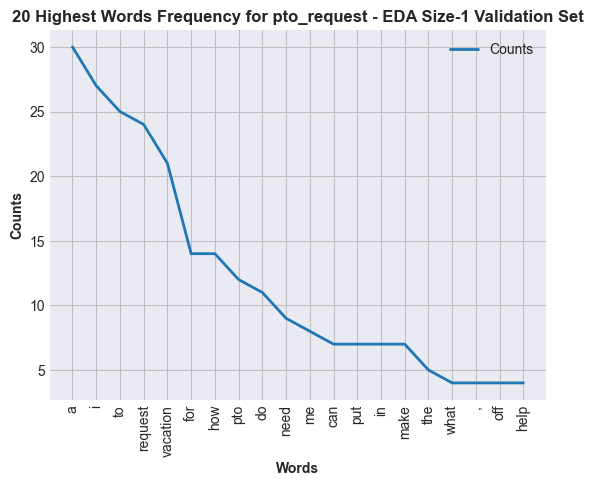 20 Highest Words Frequency for pto_request - EDA Size-1 Validation Set
Counts
30
25
20
15
10
5
Counts
a
i
to
request
vacation
for
how
pto
do
need
me
can
put
in
make
the
what
,
off
help
Words